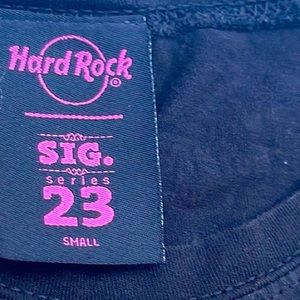 Hard Rock
®
SIG.
series
23
SMALL